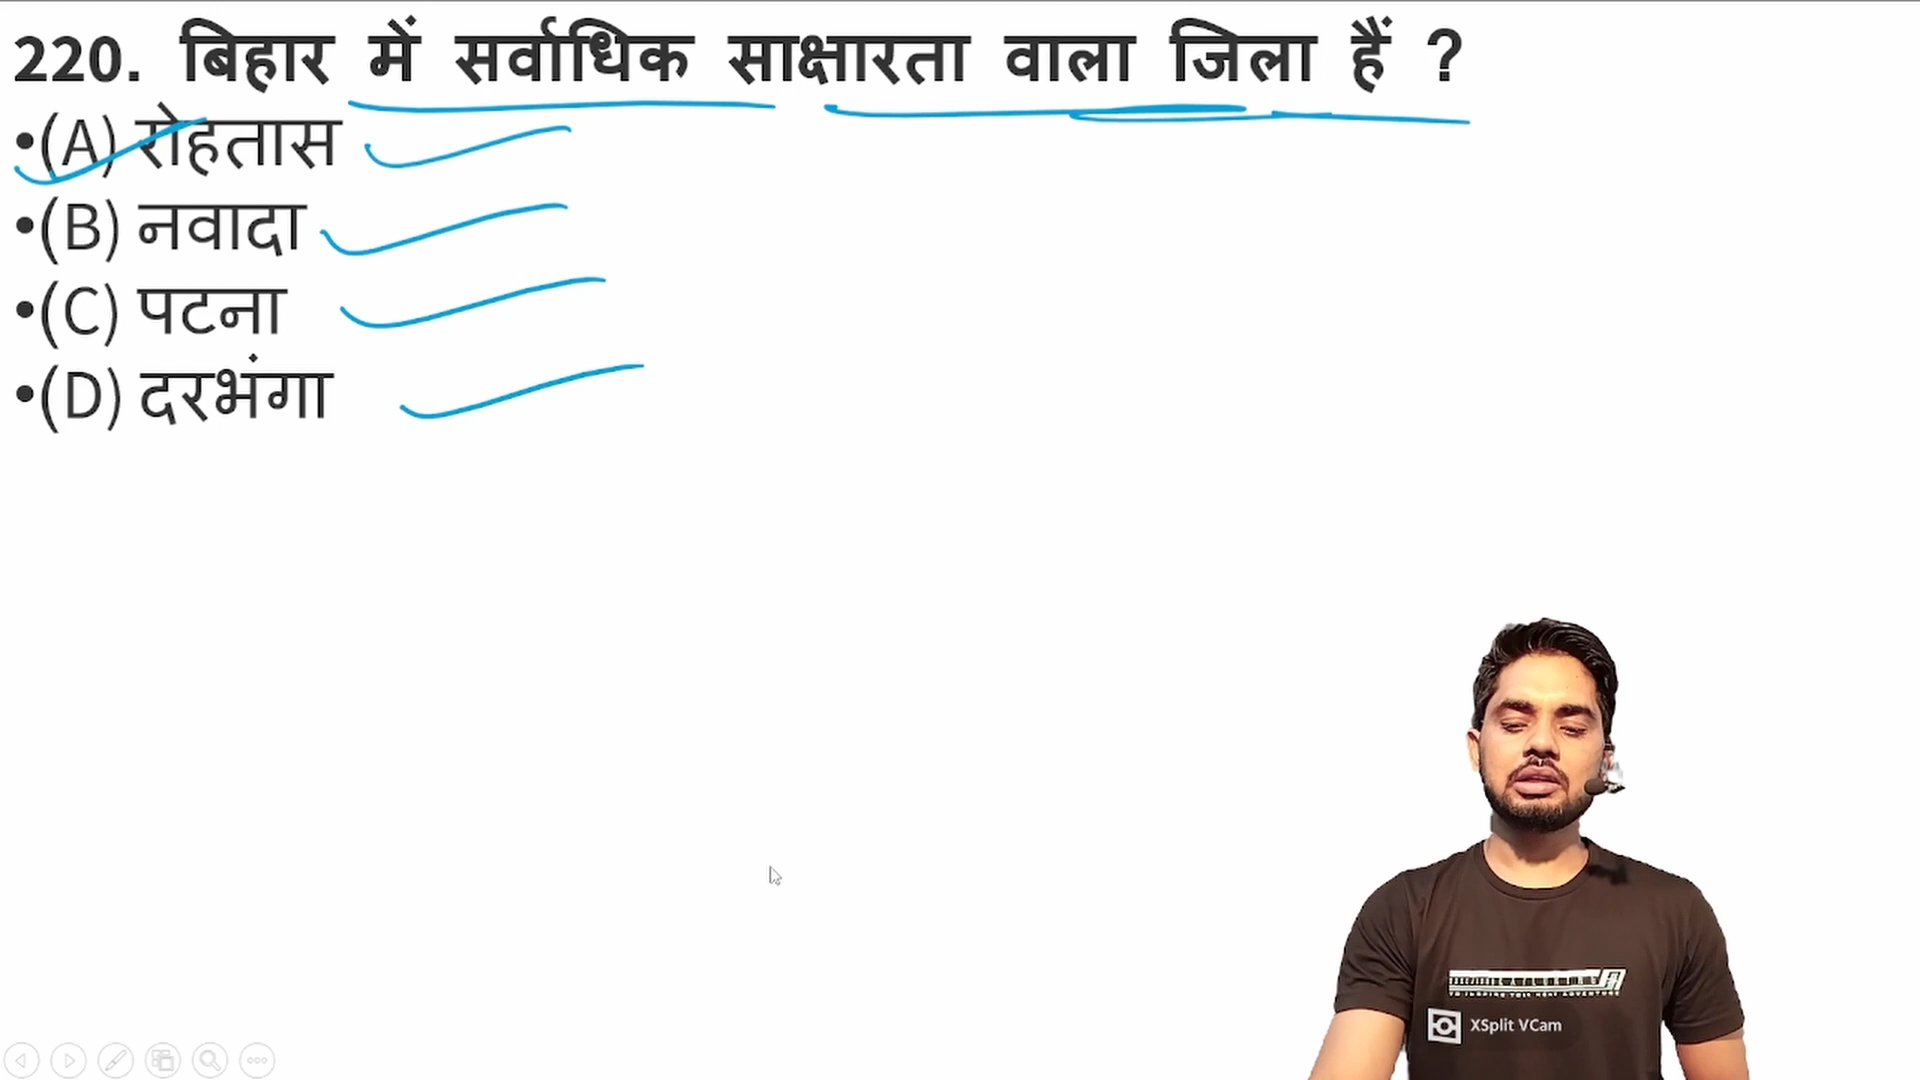 220. बिहार में सर्वाधिक साक्षारता वाला जिला हैं ?
•(A) रोहतास
•(B) नवादा
•(C) पटना
•(D) दरभंगा
XSplit VCam